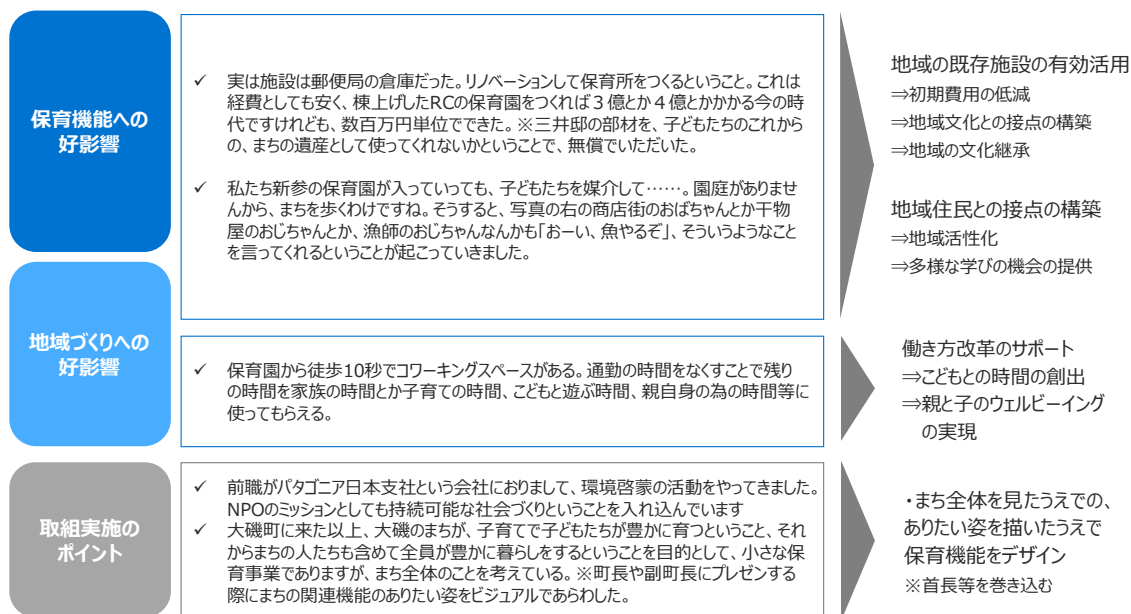 保育機能への
好影響
✓ 実は施設は郵便局の倉庫だった。リノベーションして保育所をつくるということ。これは
経費としても安く、棟上げしたRCの保育園をつくれば３億とか４億とかかかる今の時
代ですけれども、数百万円単位でできた。※三井邸の部材を、子どもたちのこれから
の、まちの遺産として使ってくれないかということで、無償でいただいた。
✓ 私たち新参の保育園が入っていっても、子どもたちを媒介して……。園庭がありませ
んから、まちを歩くわけですね。そうすると、写真の右の商店街のおばちゃんとか干物
屋のおじちゃんとか、漁師のおじちゃんなんかも「おーい、魚やるぞ」、そういうようなこと
を言ってくれるということが起こっていきました。
地域の既存施設の有効活用
⇒初期費用の低減
⇒地域文化との接点の構築
⇒地域の文化継承
地域住民との接点の構築
⇒地域活性化
⇒多様な学びの機会の提供
地域づくりへの
好影響
✓ 保育園から徒歩10秒でコワーキングスペースがある。通勤の時間をなくすことで残り
の時間を家族の時間とか子育ての時間、こどもと遊ぶ時間、親自身の為の時間等に
使ってもらえる。
働き方改革のサポート
⇒こどもとの時間の創出
⇒親と子のウェルビーイング
の実現
取組実施の
ポイント
✓ 前職がパタゴニア日本支社という会社におりまして、環境啓蒙の活動をやってきました。
NPOのミッションとしても持続可能な社会づくりということを入れ込んでいます
✓ 大磯町に来た以上、大磯のまちが、子育てで子どもたちが豊かに育つということ、それ
からまちの人たちも含めて全員が豊かに暮らしをするということを目的として、小さな保
育事業でありますが、まち全体のことを考えている。※町長や副町長にプレゼンする
際にまちの関連機能のありたい姿をビジュアルであらわした。
・まち全体を見たうえでの、
ありたい姿を描いたうえで
保育機能をデザイン
※首長等を巻き込む